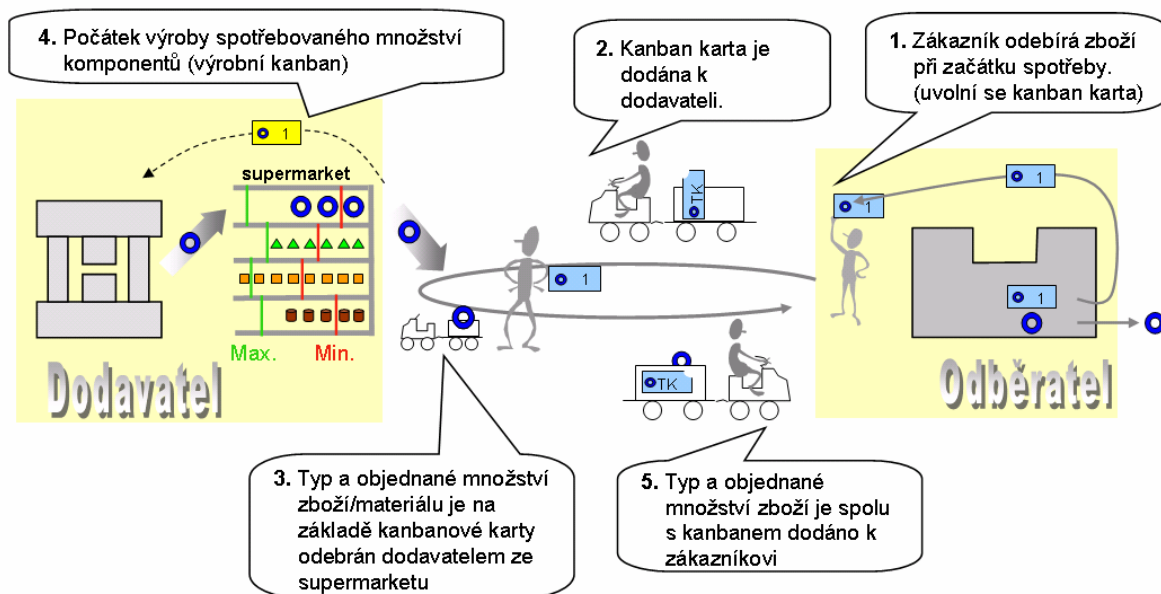 4. Počátek výroby spotřebovaného množství
komponentů (výrobní kanban)
2. Kanban karta je
dodána k
dodavateli.
1. Zákazník odebírá zboží
při začátku spotřeby.
(uvolní se kanban karta)
1
supermarket
TK
1
1
1
1
Max.
Min.
Dodavatel
TK
Odběratel
3. Typ a objednané množství
zboží/materiálu je na
základě kanbanové karty
odebrán dodavatelem ze
supermarketu
5. Typ a objednané
množství zboží je spolu
s kanbanem dodáno k
zákazníkovi